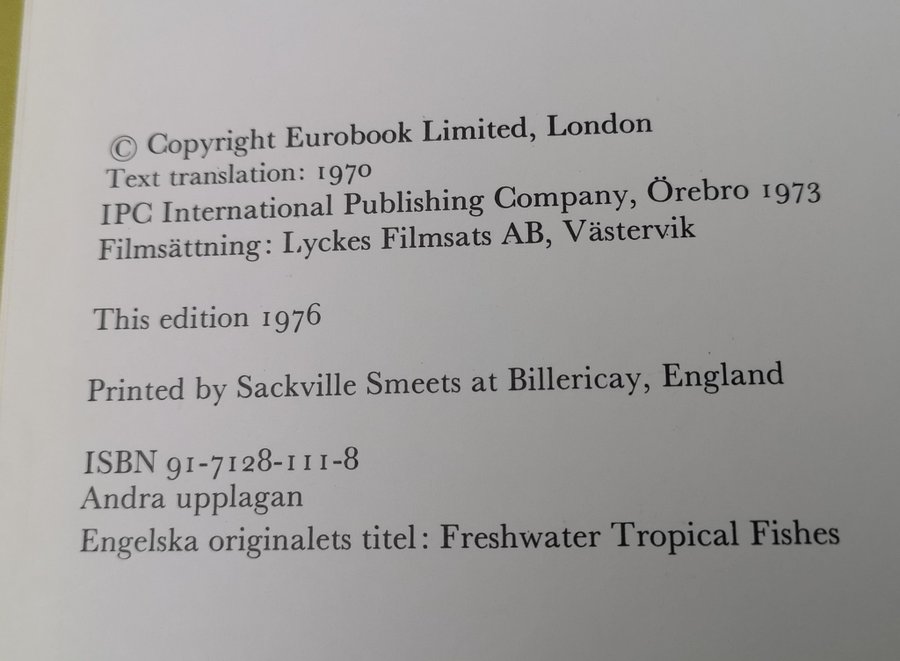 © Copyright Eurobook Limited, London
Text translation: 1970
IPC International Publishing Company, Örebro 1973
Filmsättning: Lyckes Filmsats AB, Västervik
This edition 1976
Printed by Sackville Smeets at Billericay, England
ISBN 91-7128-111-8
Andra upplagan
Engelska originalets titel: Freshwater Tropical Fishes